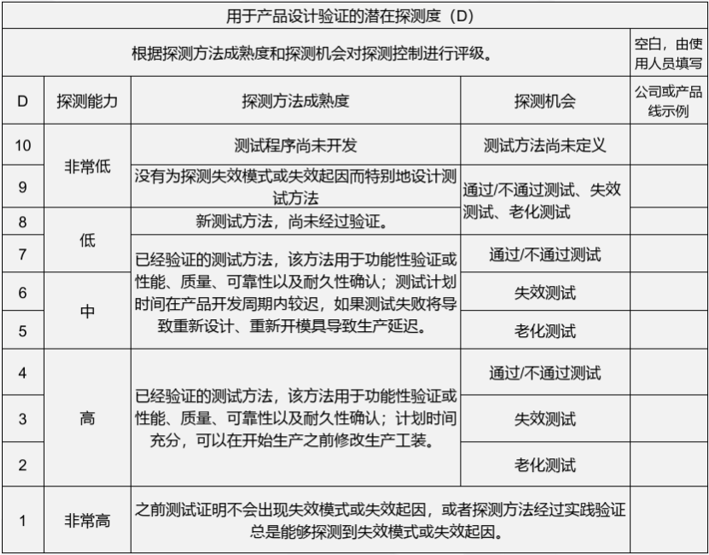 用于产品设计验证的潜在探测度（D）
根据探测方法成熟度和探测机会对探测控制进行评级。
空白，由使
用人员填写
D
探测能力
探测方法成熟度
探测机会
公司或产品
线示例
10
非常低
测试程序尚未开发
测试方法尚未定义
9
没有为探测失效模式或失效起因而特别地设计测
试方法
通过/不通过测试、失效
测试、老化测试
8
低
新测试方法，尚未经过验证。
7
已经验证的测试方法，该方法用于功能性验证或
性能、质量、可靠性以及耐久性确认；测试计划
时间在产品开发周期内较迟，如果测试失败将导
致重新设计、重新开模具导致生产延迟。
通过/不通过测试
6
中
失效测试
5
老化测试
4
高
已经验证的测试方法，该方法用于功能性验证或
性能、质量、可靠性以及耐久性确认；计划时间
充分，可以在开始生产之前修改生产工装。
通过/不通过测试
3
失效测试
2
老化测试
1
非常高
之前测试证明不会出现失效模式或失效起因，或者探测方法经过实践验证
总是能够探测到失效模式或失效起因。